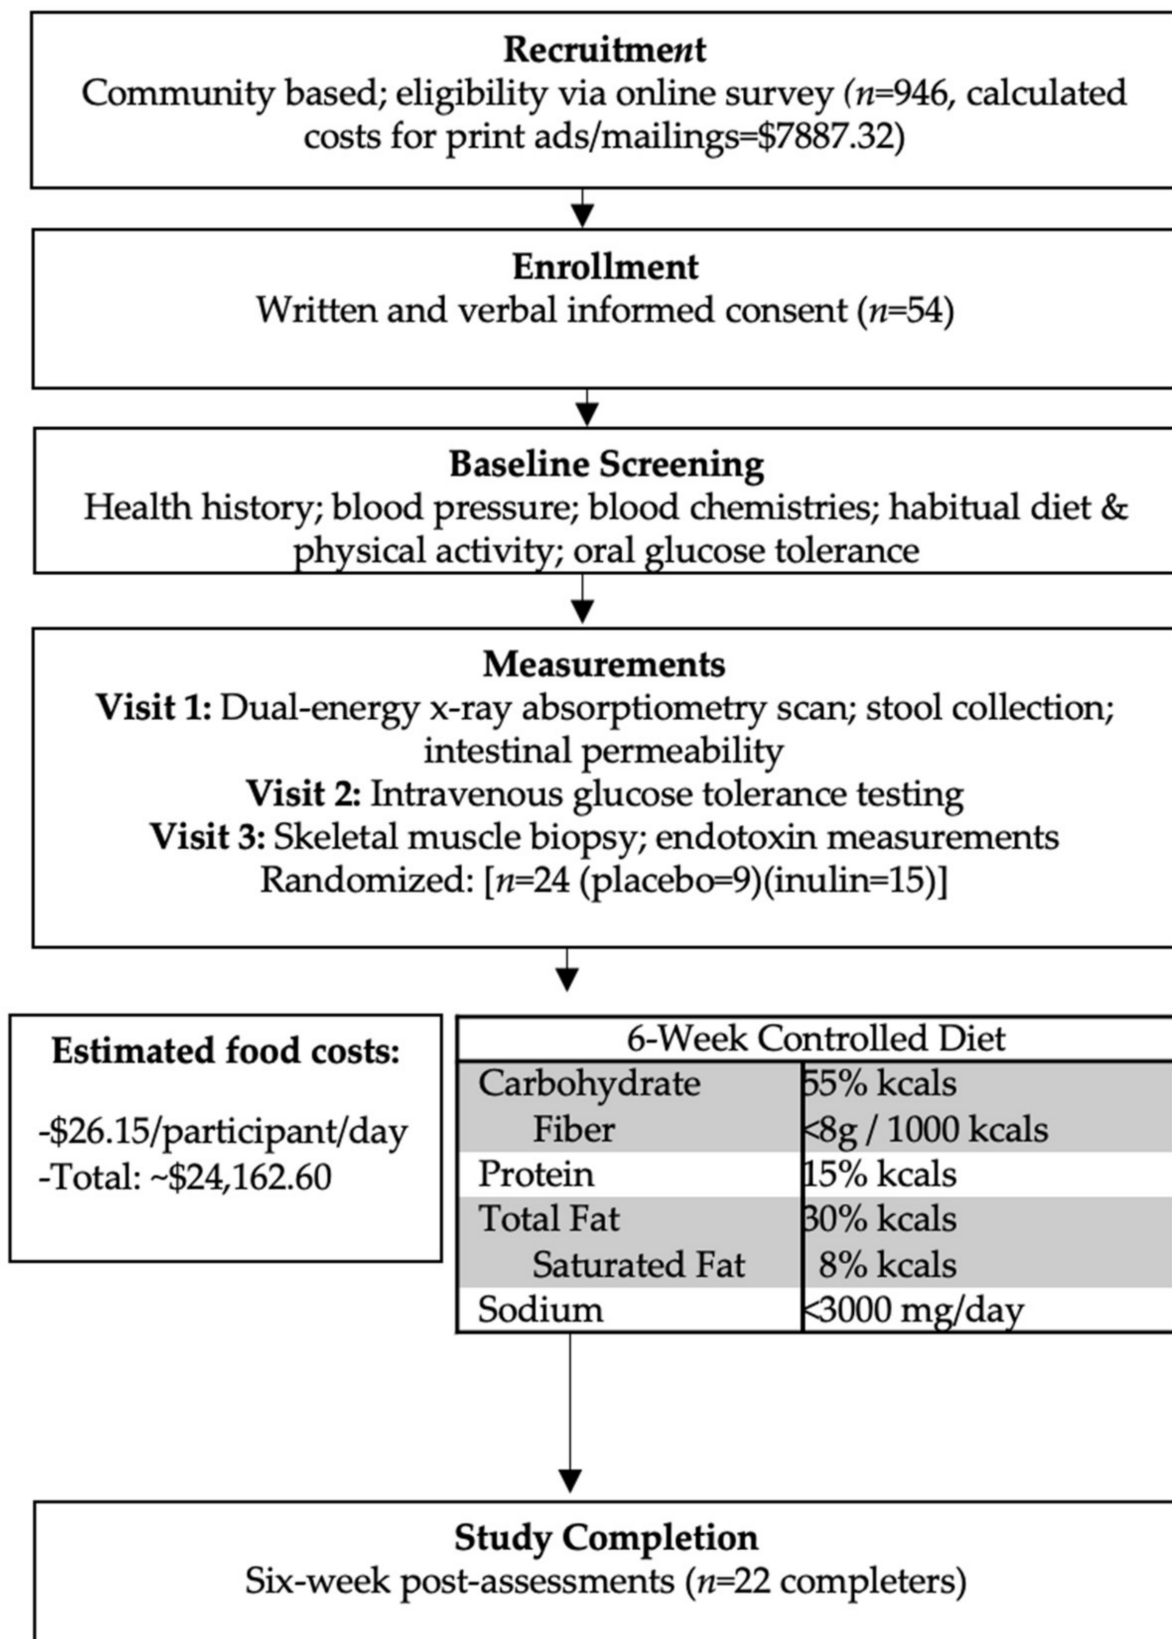 Recruitment
Community based; eligibility via online survey (n=946, calculated
costs for print ads/mailings=$7887.32)
Enrollment
Written and verbal informed consent (n=54)
Baseline Screening
Health history; blood pressure; blood chemistries; habitual diet &
physical activity; oral glucose tolerance
Measurements
Visit 1: Dual-energy x-ray absorptiometry scan; stool collection;
intestinal permeability
Visit 2: Intravenous glucose tolerance testing
Visit 3: Skeletal muscle biopsy; endotoxin measurements
Randomized: [n=24 (placebo=9)(inulin=15)]
Estimated food costs:
-$26.15/participant/day
-Total: ~$24,162.60
6-Week Controlled Diet
Carbohydrate 55% kcals
Fiber <8g / 1000 kcals
Protein 15% kcals
Total Fat 30% kcals
Saturated Fat 8% kcals
Sodium <3000 mg/day
Study Completion
Six-week post-assessments (n=22 completers)